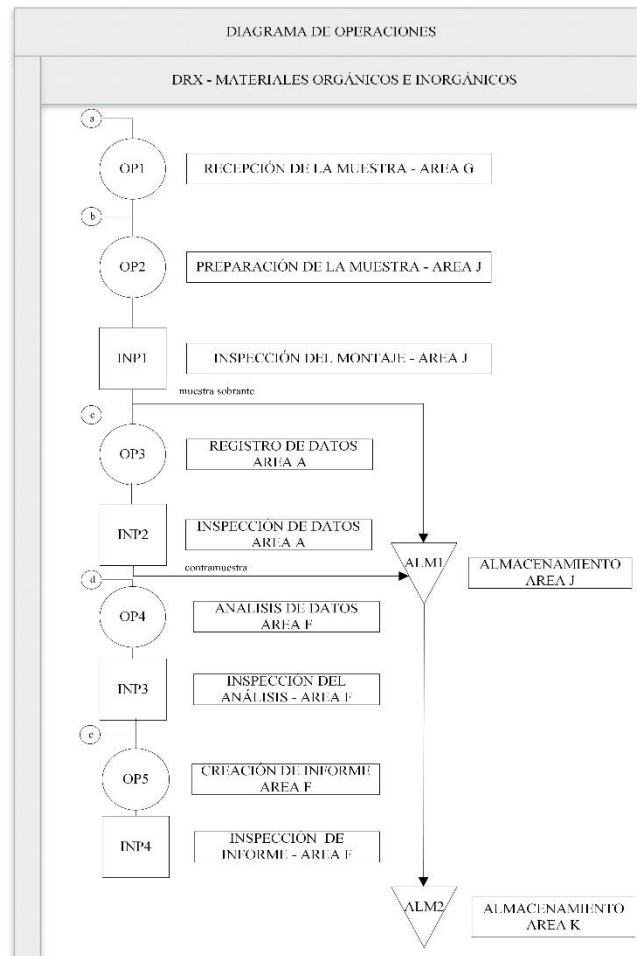 DIAGRAMA DE OPERACIONES
DRX - MATERIALES ORGÁNICOS E INORGÁNICOS
a
OP1
RECEPCIÓN DE LA MUESTRA - AREA G
b
OP2
PREPARACIÓN DE LA MUESTRA - AREA J
INP1
INSPECCIÓN DEL MONTAJE - AREA J
muestra sobrante
c
OP3
REGISTRO DE DATOS
AREA A
INP2
INSPECCIÓN DE DATOS
AREA A
ALM1
ALMACENAMIENTO
AREA J
contramuestra
d
OP4
ANALISIS DE DATOS
AREA F
INP3
INSPECCIÓN DEL
ANÁLISIS - AREA F
e
OP5
CREACIÓN DE INFORME
AREA F
INP4
INSPECCIÓN DE
INFORME - AREA F
ALM2
ALMACENAMIENTO
AREA K